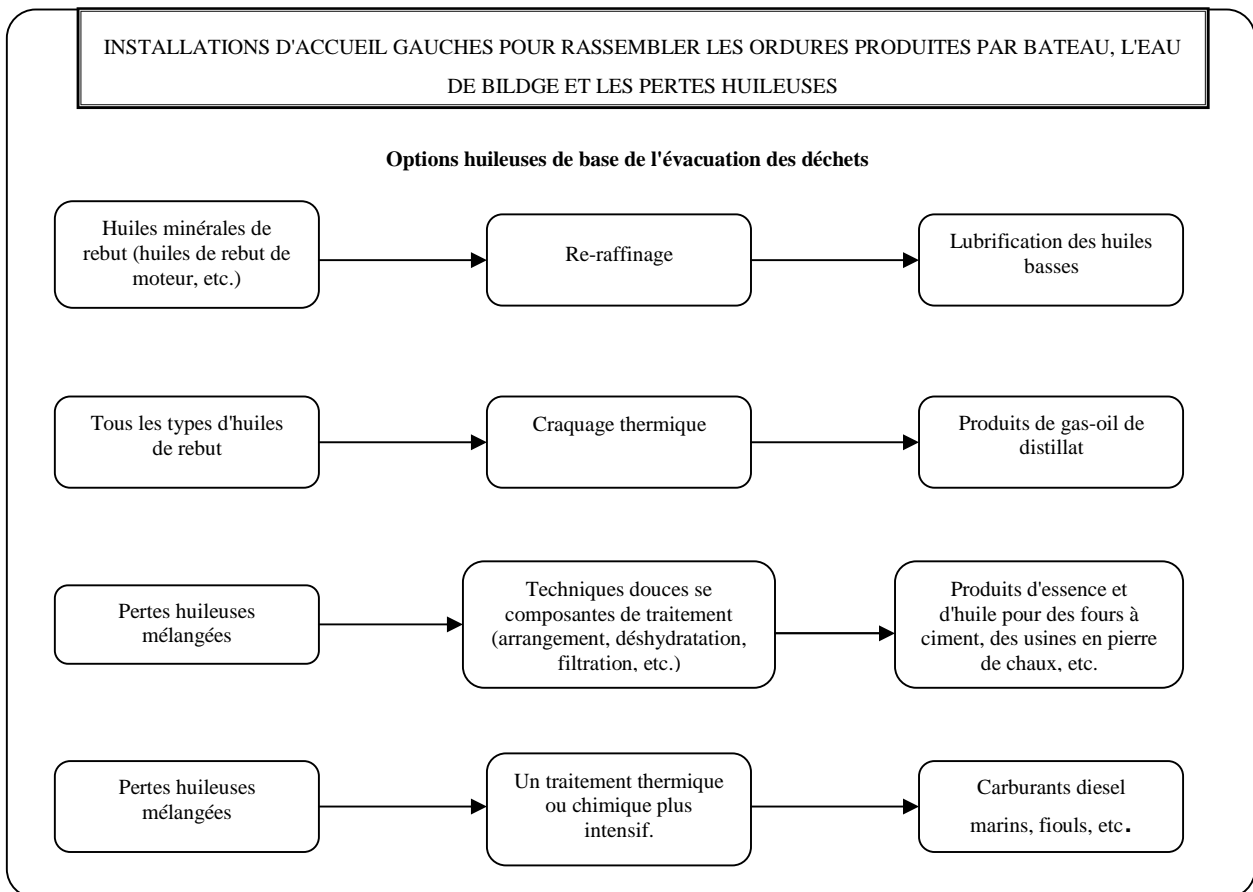 INSTALLATIONS D'ACCUEIL GAUCHES POUR RASSEMBLER LES ORDURES PRODUITES PAR BATEAU, L'EAU
DE BILDGE ET LES PERTES HUILEUSES
Options huileuses de base de l'évacuation des déchets
Huiles minérales de
rebut (huiles de rebut de
moteur, etc.)
Re-raffinage
Lubrification des huiles
basses
Tous les types d'huiles
de rebut
Craquage thermique
Produits de gas-oil de
distillat
Pertes huileuses
mélangées
Techniques douces se
composantes de traitement
(arrangement, déshydratation,
filtration, etc.)
Produits d'essence et
d'huile pour des fours à
ciment, des usines en pierre
de chaux, etc.
Pertes huileuses
mélangées
Un traitement thermique
ou chimique plus
intensif.
Carburants diesel
marins, fiouls, etc.